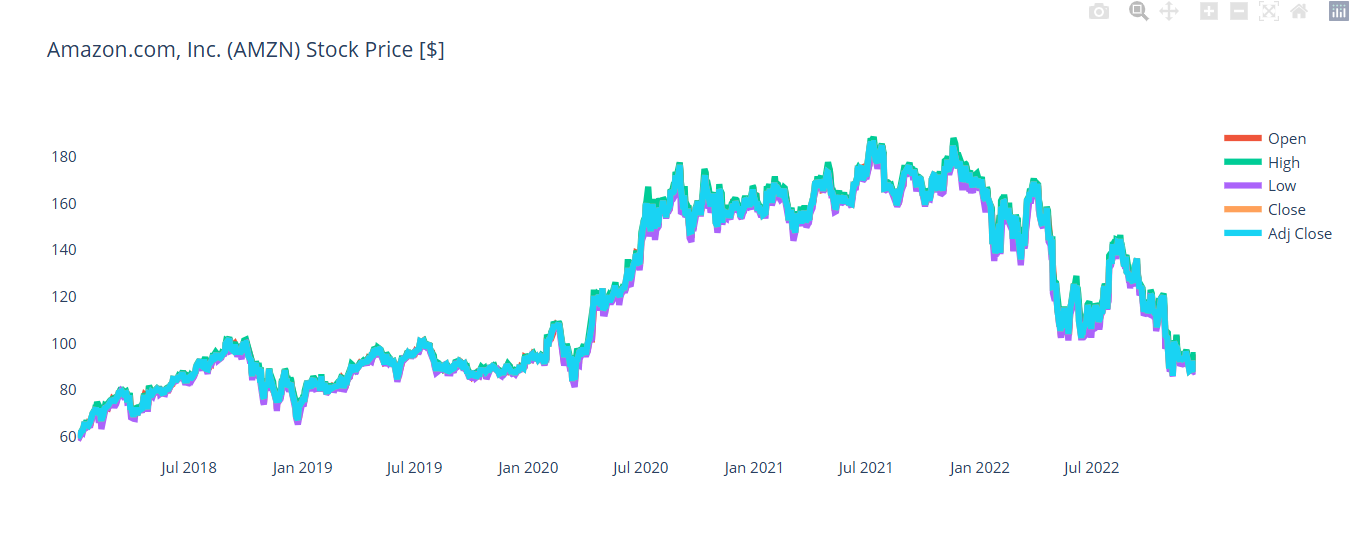 Amazon.com, Inc. (AMZN) Stock Price [$]
180
160
140
120
100
80
60
Jul 2018 Jan 2019 Jul 2019 Jan 2020 Jul 2020 Jan 2021 Jul 2021 Jan 2022 Jul 2022
Open
High
Low
Close
Adj Close